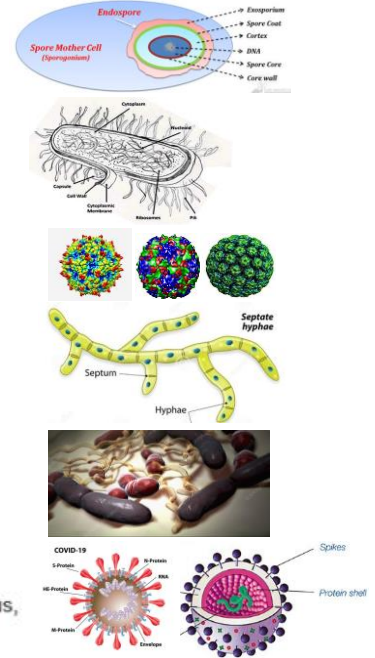 Endospore
Exosporium
Spore Coat
Cortex
Spore Mother Cell
(Sporogonium)
DNA
Spore Core
Core wall
Cytoplasm
Nucleoid
Capsule
Cell Wall
Cytoplasmic
Membrane
Ribosomes
Pili
Septate
hyphae
Septum
Hyphae
COVID-19
S-Protein
N-Protein
RNA
HE-Protein
M-Protein
Envelope
Spikes
Protein shell